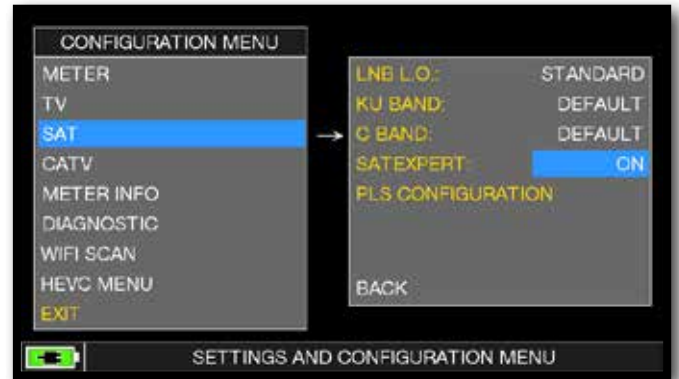 CONFIGURATION MENU
METER
TV
SAT
CATV
METER INFO
DIAGNOSTIC
WIFI SCAN
HEVC MENU
EXIT
→
LNB L.O.: STANDARD
KU BAND: DEFAULT
C BAND: DEFAULT
SATEXPERT: ON
PLS CONFIGURATION
BACK
SETTINGS AND CONFIGURATION MENU